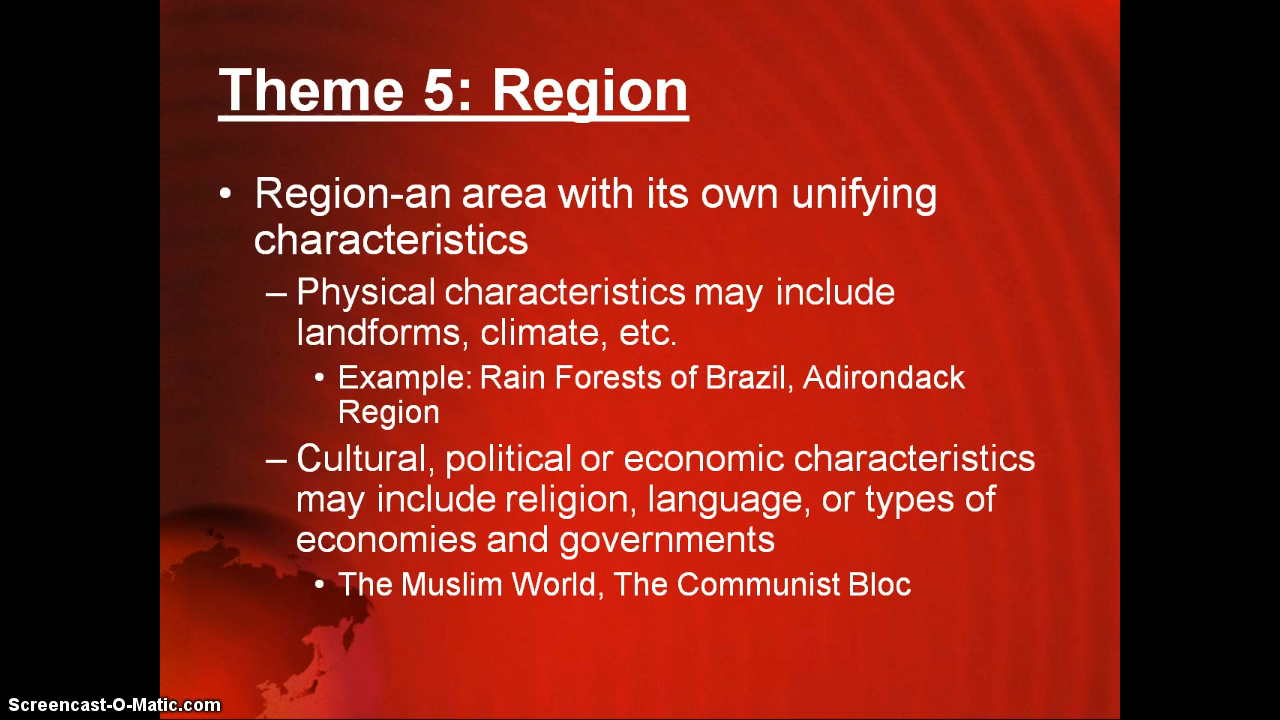 Theme 5: Region
• Region-an area with its own unifying
characteristics
– Physical characteristics may include
landforms, climate, etc.
• Example: Rain Forests of Brazil, Adirondack
Region
– Cultural, political or economic characteristics
may include religion, language, or types of
economies and governments
• The Muslim World, The Communist Bloc
Screencast-O-Matic.com